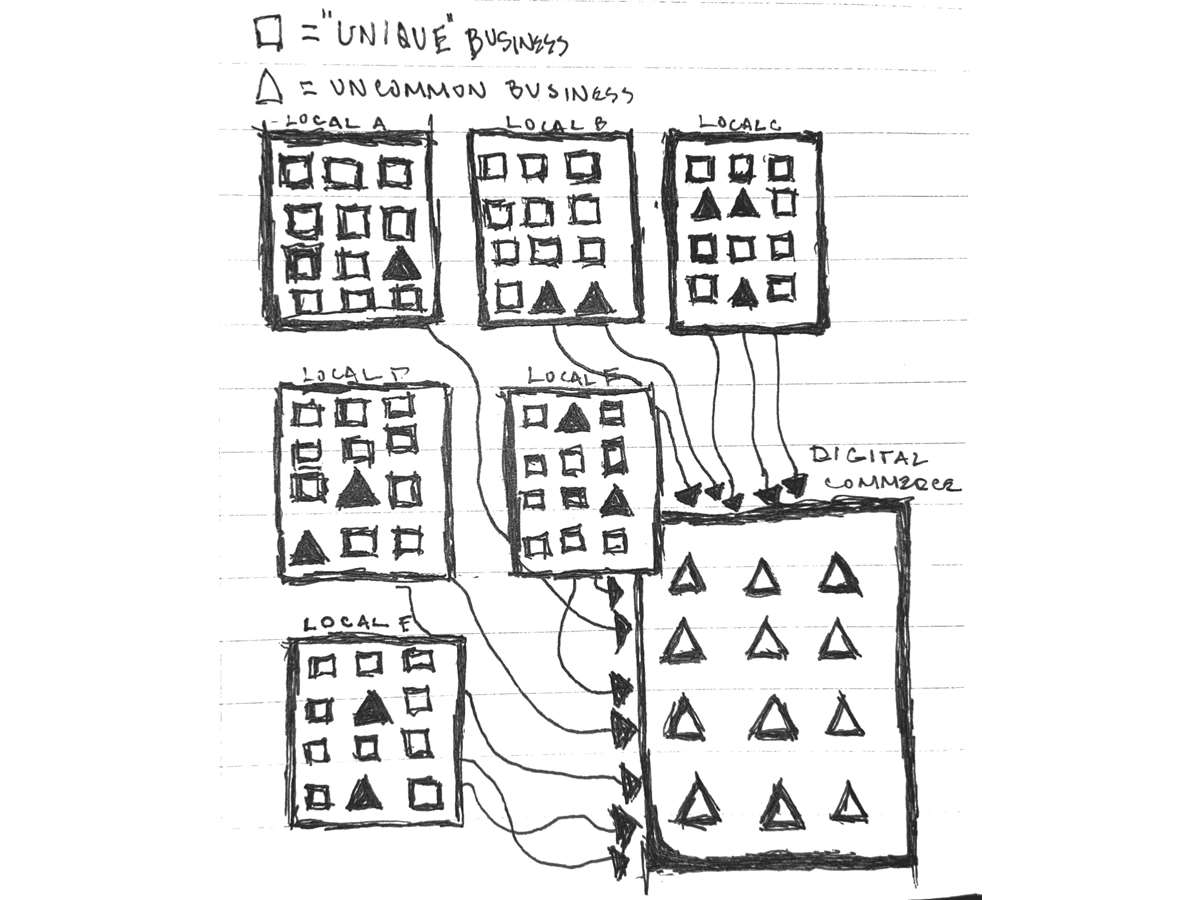 □ = "UNIQUE" BUSINESS
△ = UNCOMMON BUSINESS
LOCAL A
LOCAL B
LOCAL C
LOCAL D
LOCAL F
DIGITAL
COMMERCE
LOCAL E